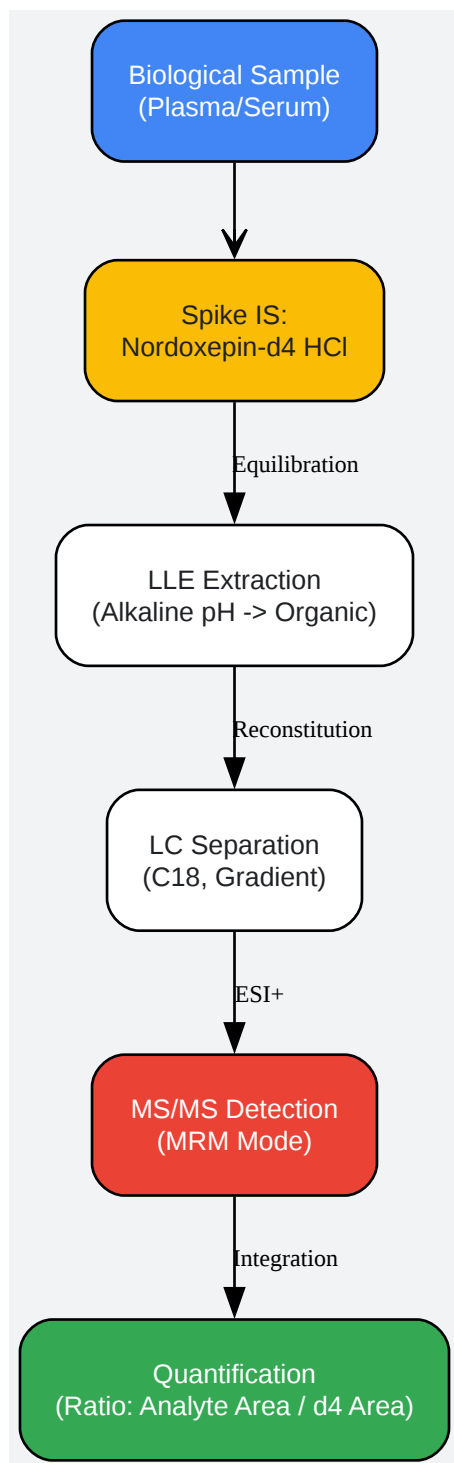 Biological Sample
(Plasma/Serum)
Spike IS:
Nordoxepin-d4 HCl
Equilibration
LLE Extraction
(Alkaline pH -> Organic)
Reconstitution
LC Separation
(C18, Gradient)
ESI+
MS/MS Detection
(MRM Mode)
Integration
Quantification
(Ratio: Analyte Area / d4 Area)